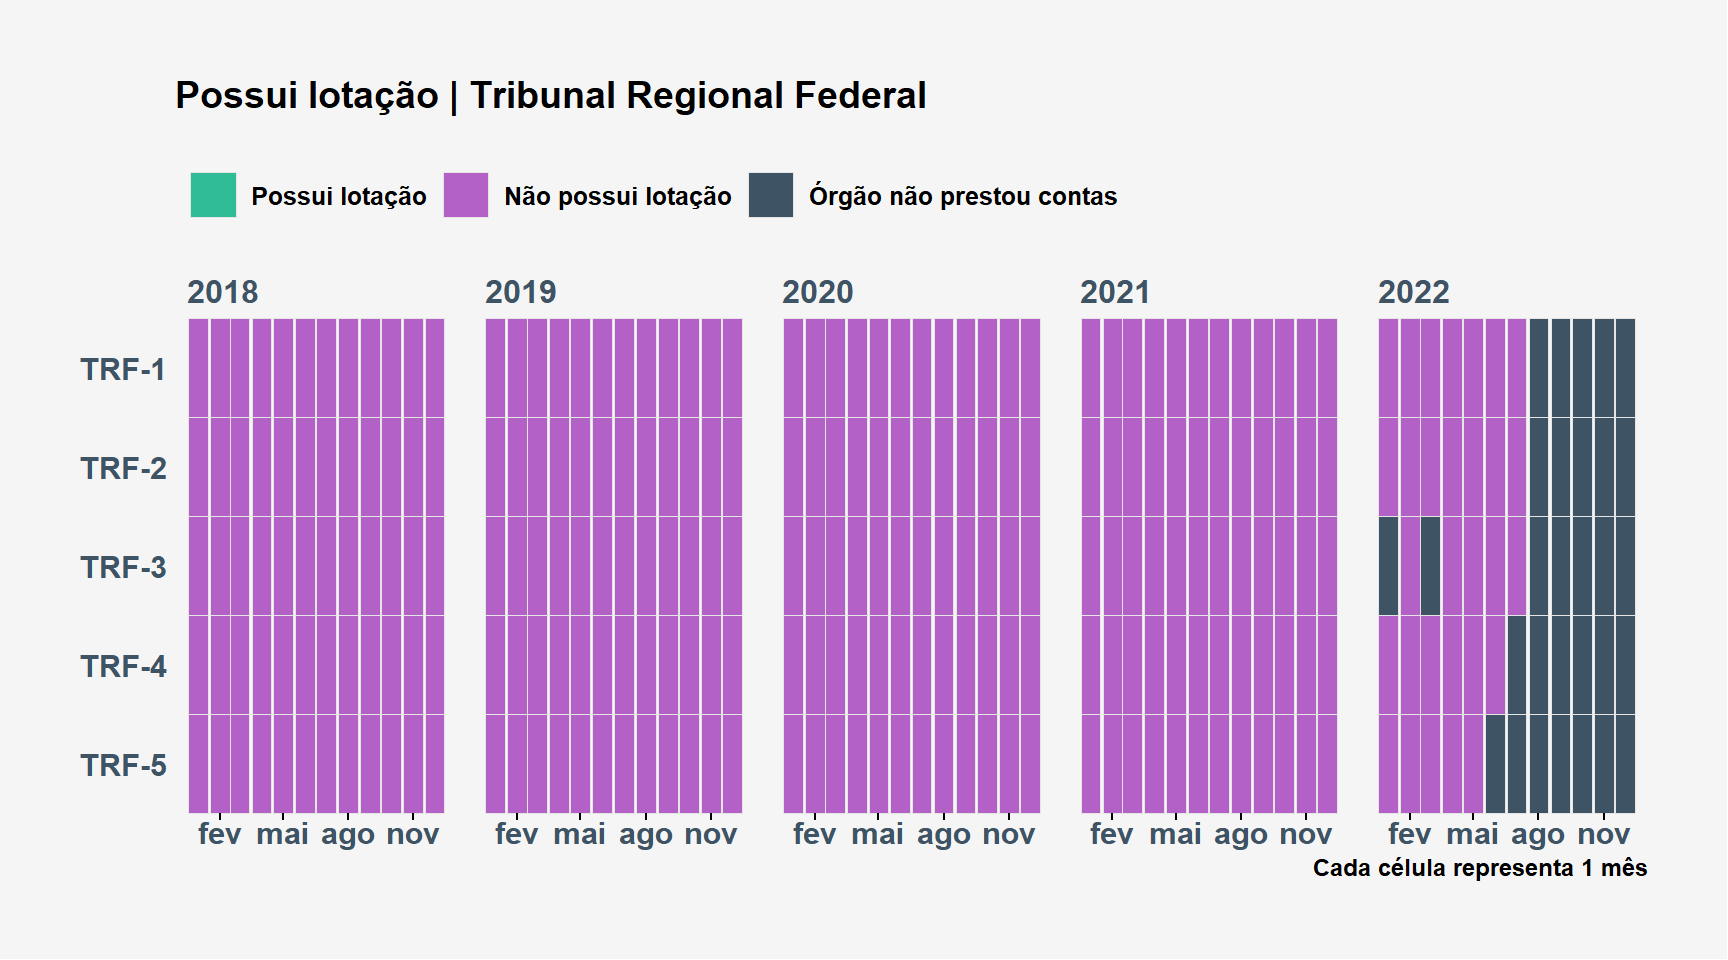 Possui lotação | Tribunal Regional Federal
Possui lotação Não possui lotação Órgão não prestou contas
2018 2019 2020 2021 2022
TRF-1
TRF-2
TRF-3
TRF-4
TRF-5
fev mai ago nov fev mai ago nov fev mai ago nov fev mai ago nov fev mai ago nov
Cada célula representa 1 mês